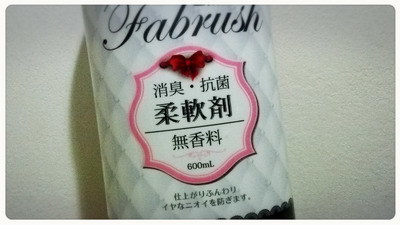 Fabrush
消臭・抗菌
柔軟剤
無香料
600mL
仕上がりふんわり
イヤなニオイを防ぎます。